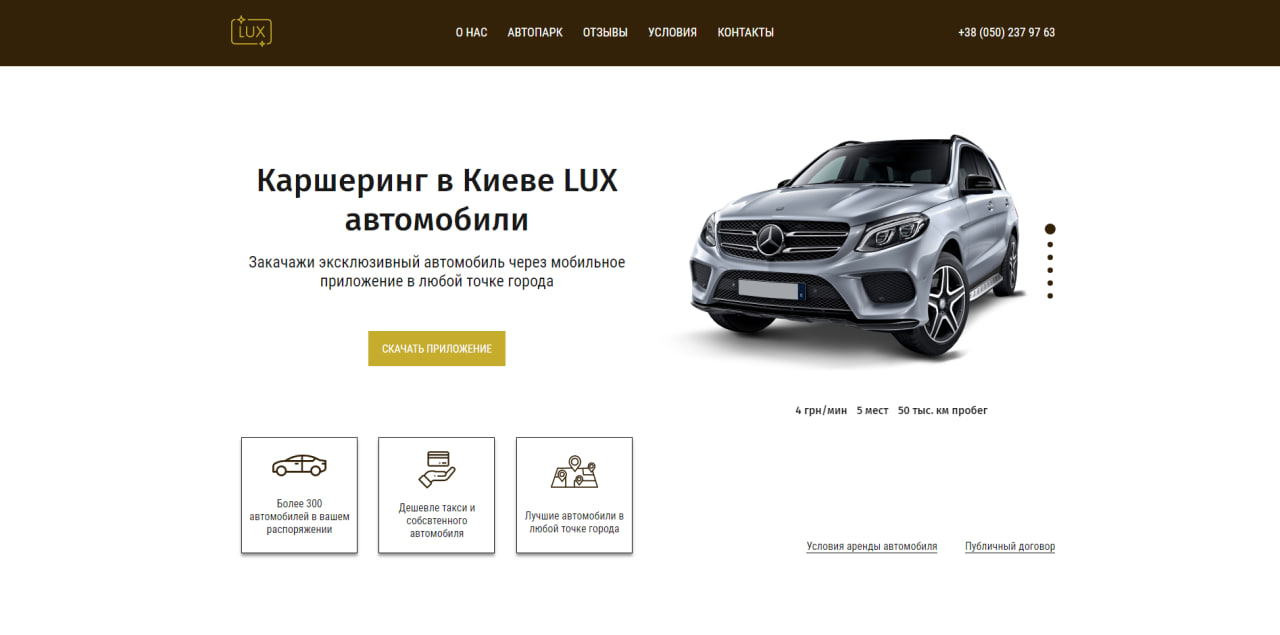 LUX
О НАС АВТОПАРК ОТЗЫВЫ УСЛОВИЯ КОНТАКТЫ
+38 (050) 237 97 63
Каршеринг в Киеве LUX
автомобили
Закачажи эксклюзивный автомобиль через мобильное
приложение в любой точке города
СКАЧАТЬ ПРИЛОЖЕНИЕ
4 грн/мин 5 мест 50 тыс. км пробег
Более 300
автомобилей в вашем
распоряжении
Дешевле такси и
собсвтенного
автомобиля
Лучшие автомобили в
любой точке города
Условия аренды автомобиля
Публичный договор